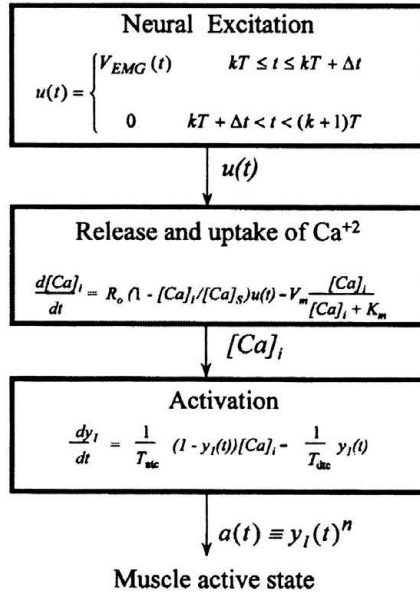 Neural Excitation
V_EMG(t) kT ≤ t ≤ kT + Δt
u(t) = {
0 kT + Δt < t < (k+1)T
u(t)
Release and uptake of Ca⁺²
d[Ca]_i/dt = R_o (1 - [Ca]_i/[Ca]_S)u(t) - V_m [Ca]_i/([Ca]_i + K_m)
[Ca]_i
Activation
dy_1/dt = 1/T_atc (1 - y_1(t))[Ca]_i - 1/T_dtc y_1(t)
a(t) ≡ y_1(t)ⁿ
Muscle active state